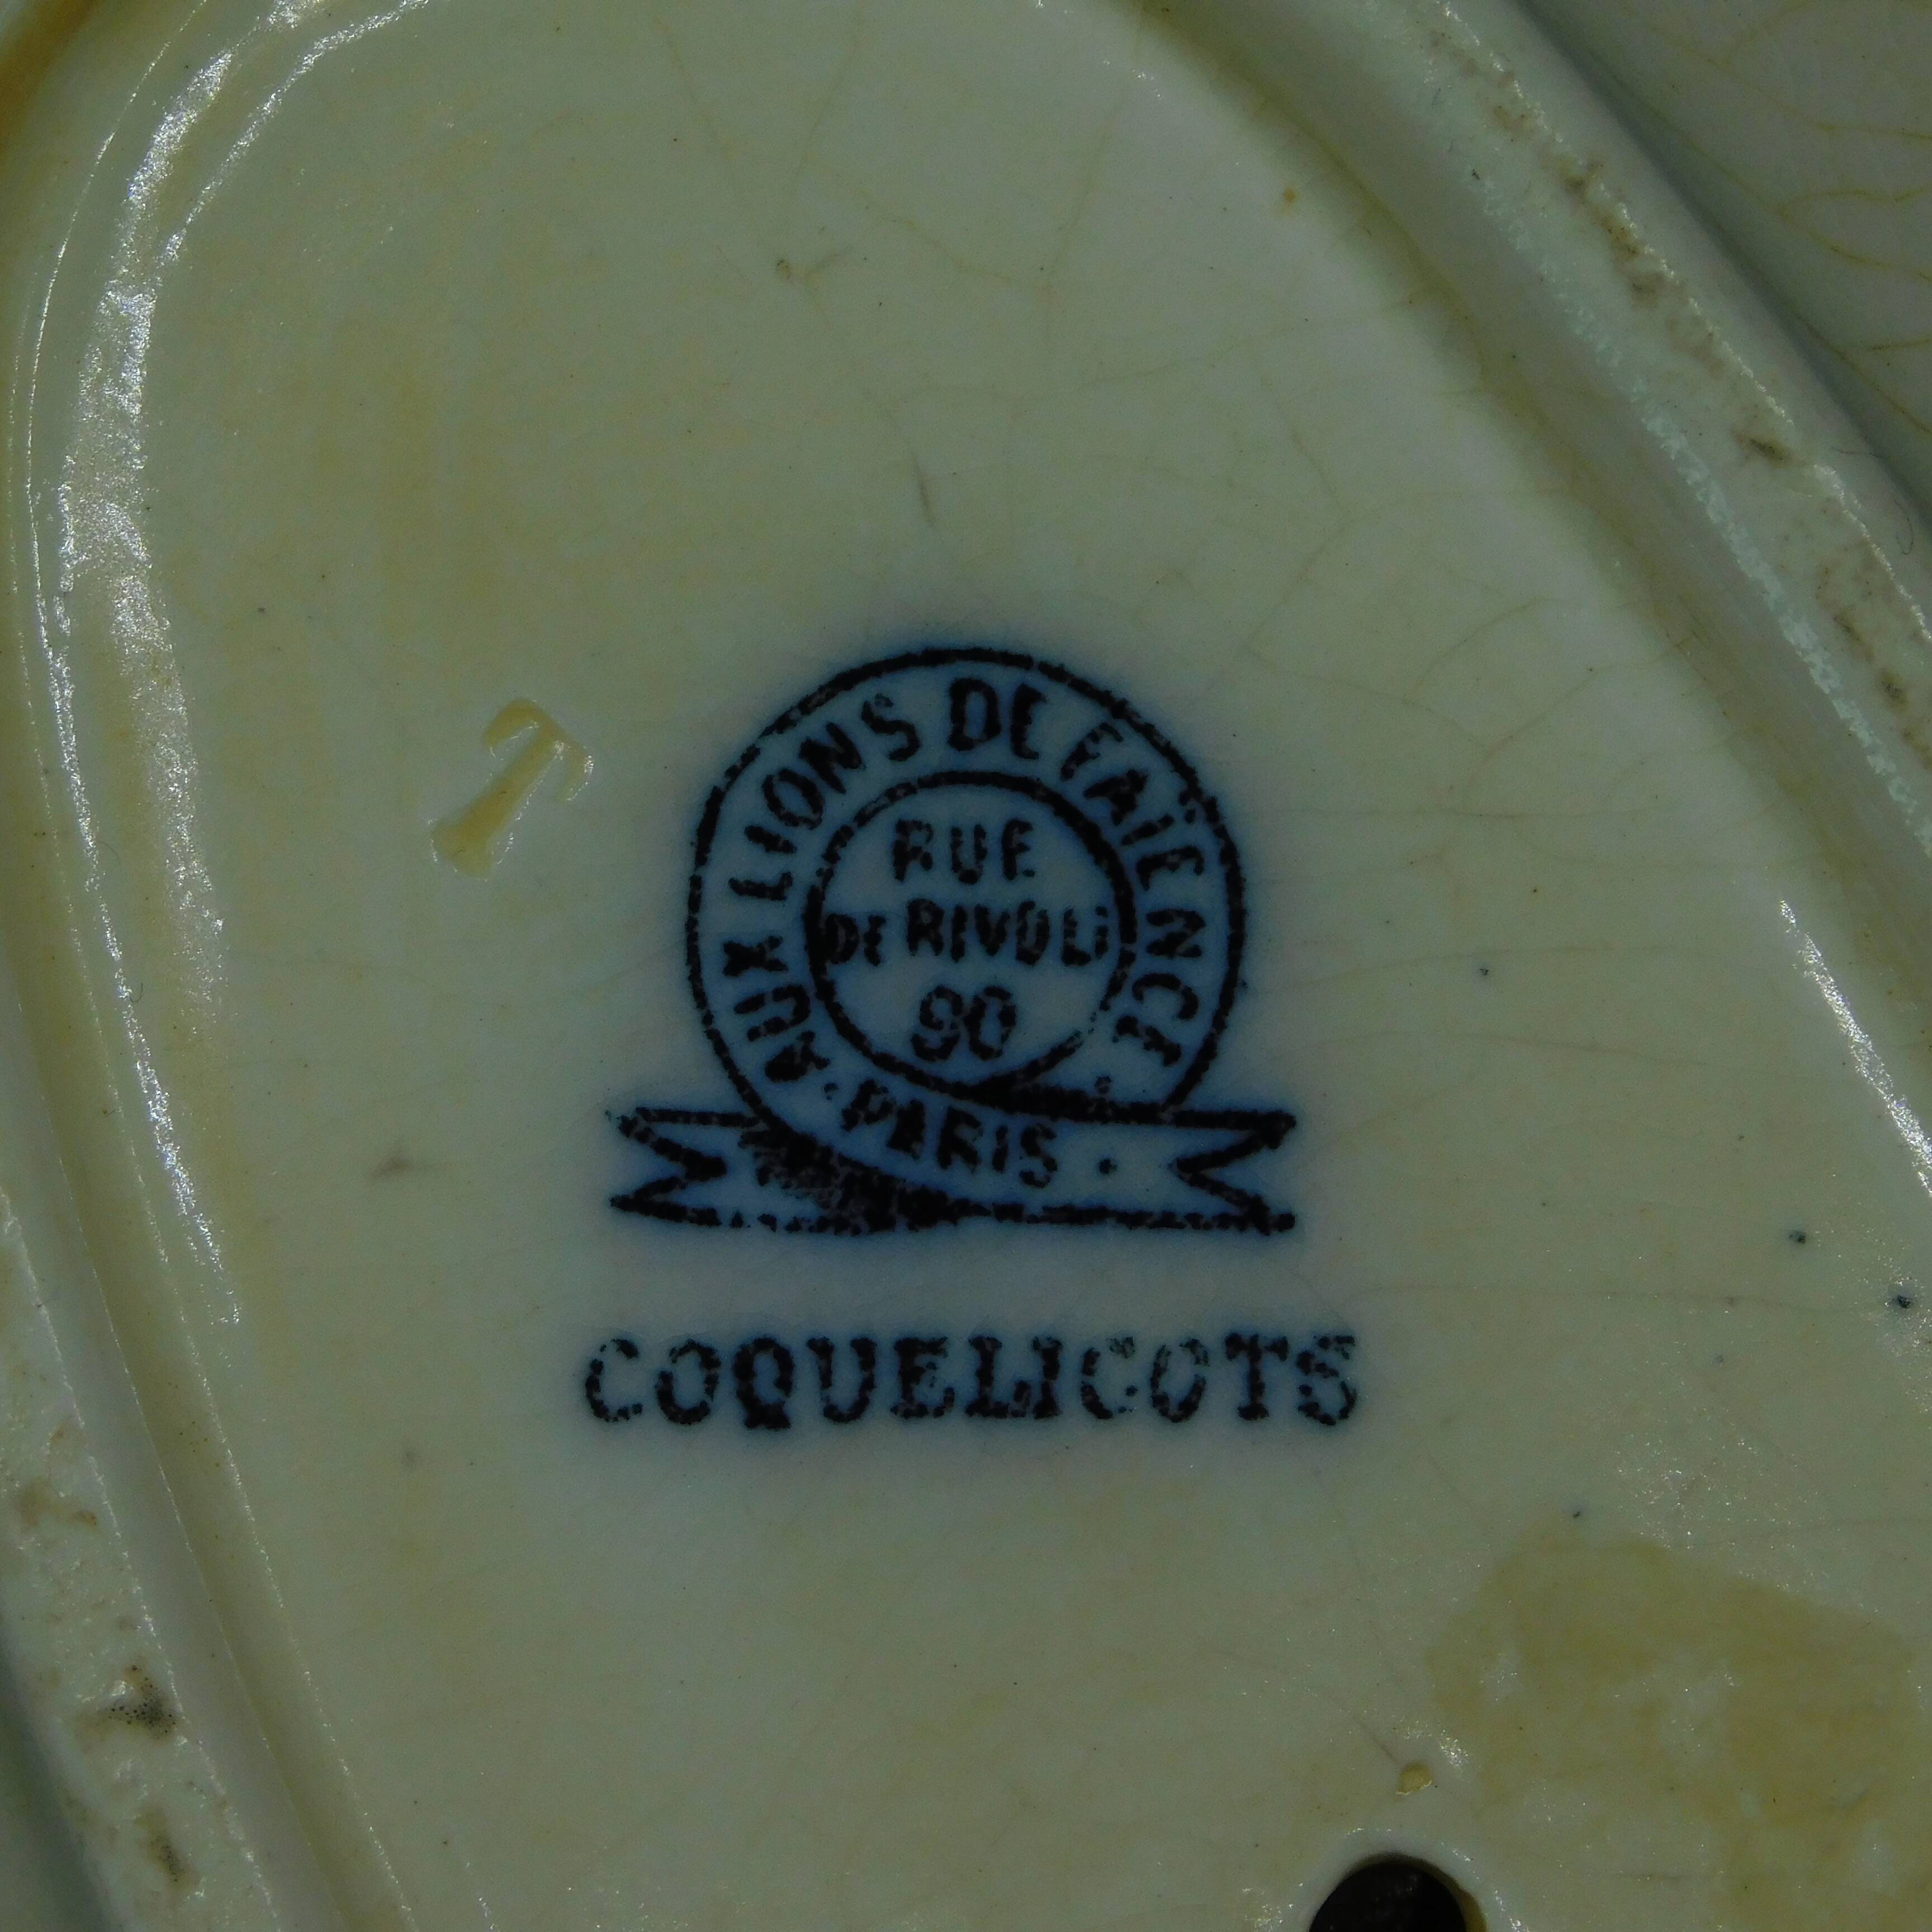 AUX LIONS DE FAÏENCE
· PARIS ·
RUE
DE RIVOLI
90
COQUELICOTS
T